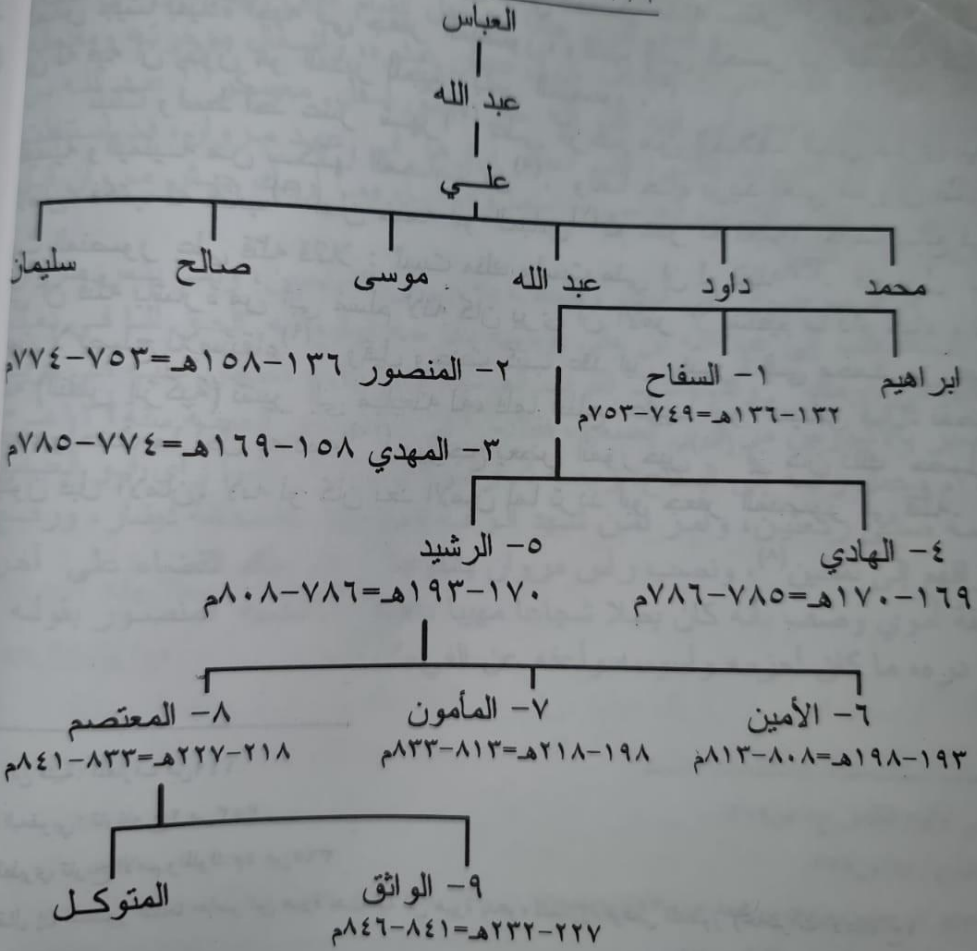 العباس
عبد الله
علي
محمد داود عبد الله موسى صالح سليمان
ابراهيم ١- السفاح ٢- المنصور ١٣٦-١٥٨هـ=٧٥٣-٧٧٤م
١٣٢-١٣٦هـ=٧٤٩-٧٥٣م
٣- المهدي ١٥٨-١٦٩هـ=٧٧٤-٧٨٥م
٤- الهادي ٥- الرشيد
١٦٩-١٧٠هـ=٧٨٥-٧٨٦م ١٧٠-١٩٣هـ=٧٨٦-٨٠٨م
٦- الأمين ٧- المأمون ٨- المعتصم
١٩٣-١٩٨هـ=٨٠٨-٨١٣م ١٩٨-٢١٨هـ=٨١٣-٨٣٣م ٢١٨-٢٢٧هـ=٨٣٣-٨٤١م
٩- الواثق المتوكل
٢٢٧-٢٣٢هـ=٨٤١-٨٤٦م